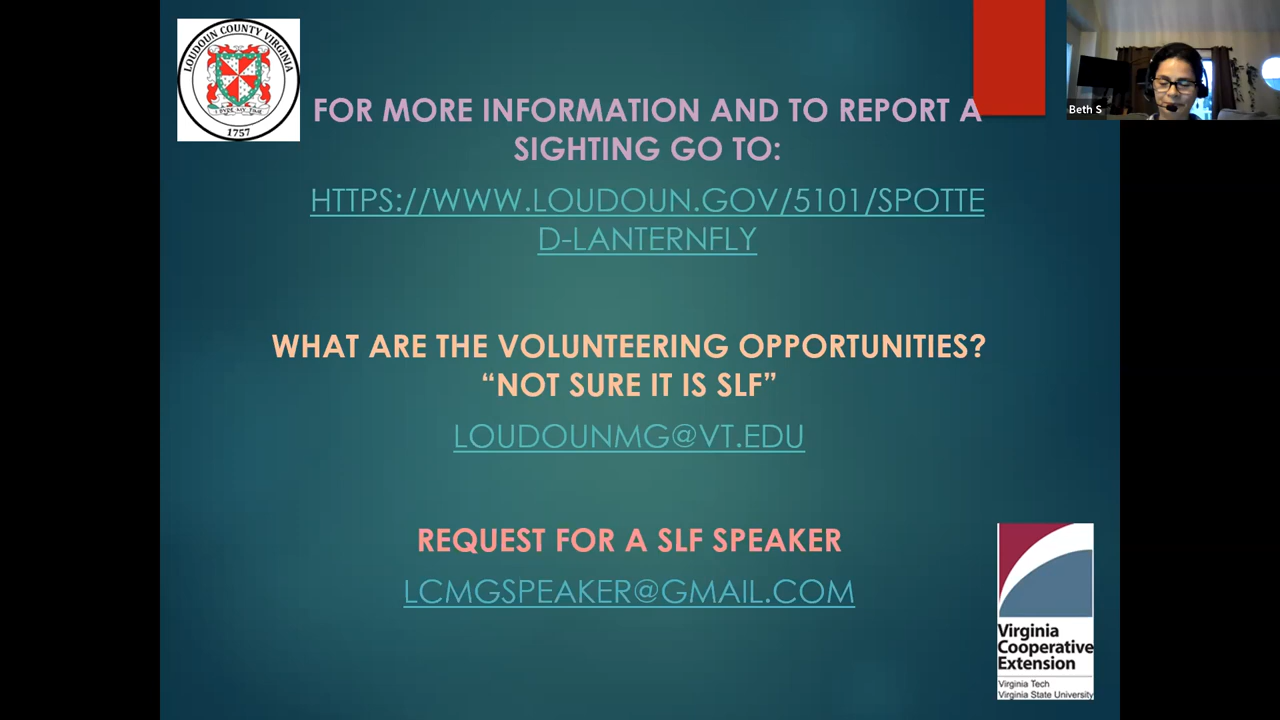 LOUDOUN COUNTY VIRGINIA
1757
Beth S
FOR MORE INFORMATION AND TO REPORT A
SIGHTING GO TO:
HTTPS://WWW.LOUDOUN.GOV/5101/SPOTTE
D-LANTERNFLY
WHAT ARE THE VOLUNTEERING OPPORTUNITIES?
“NOT SURE IT IS SLF”
LOUDOUNMG@VT.EDU
REQUEST FOR A SLF SPEAKER
LCMGSPEAKER@GMAIL.COM
Virginia
Cooperative
Extension
Virginia Tech
Virginia State University